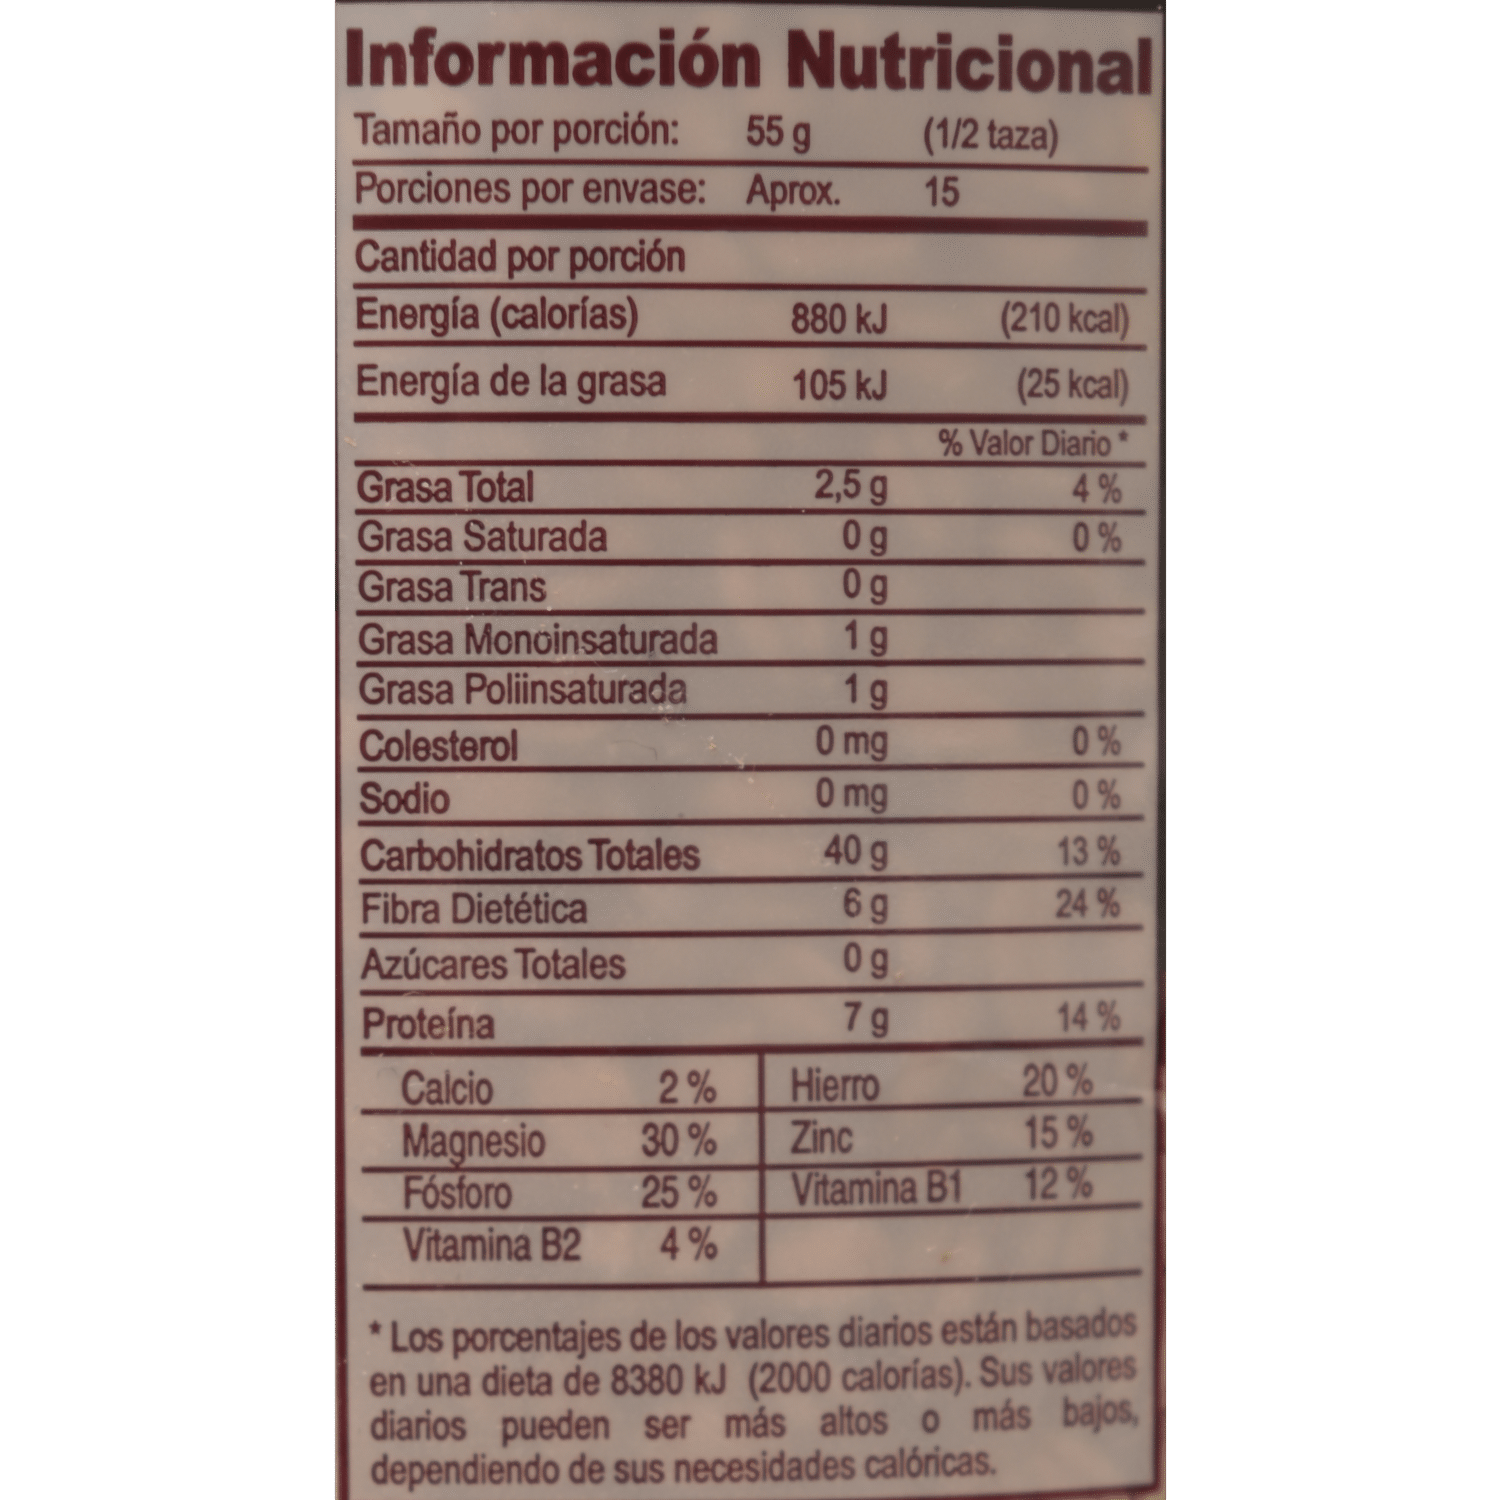 Información Nutricional
Tamaño por porción: 55 g (1/2 taza)
Porciones por envase: Aprox. 15
Cantidad por porción
Energía (calorías) 880 kJ (210 kcal)
Energía de la grasa 105 kJ (25 kcal)
% Valor Diario *
Grasa Total 2,5 g 4 %
Grasa Saturada 0 g 0 %
Grasa Trans 0 g
Grasa Monoinsaturada 1 g
Grasa Poliinsaturada 1 g
Colesterol 0 mg 0 %
Sodio 0 mg 0 %
Carbohidratos Totales 40 g 13 %
Fibra Dietética 6 g 24 %
Azúcares Totales 0 g
Proteína 7 g 14 %
Calcio 2 % Hierro 20 %
Magnesio 30 % Zinc 15 %
Fósforo 25 % Vitamina B1 12 %
Vitamina B2 4 %
* Los porcentajes de los valores diarios están basados
en una dieta de 8380 kJ (2000 calorías). Sus valores
diarios pueden ser más altos o más bajos,
dependiendo de sus necesidades calóricas.